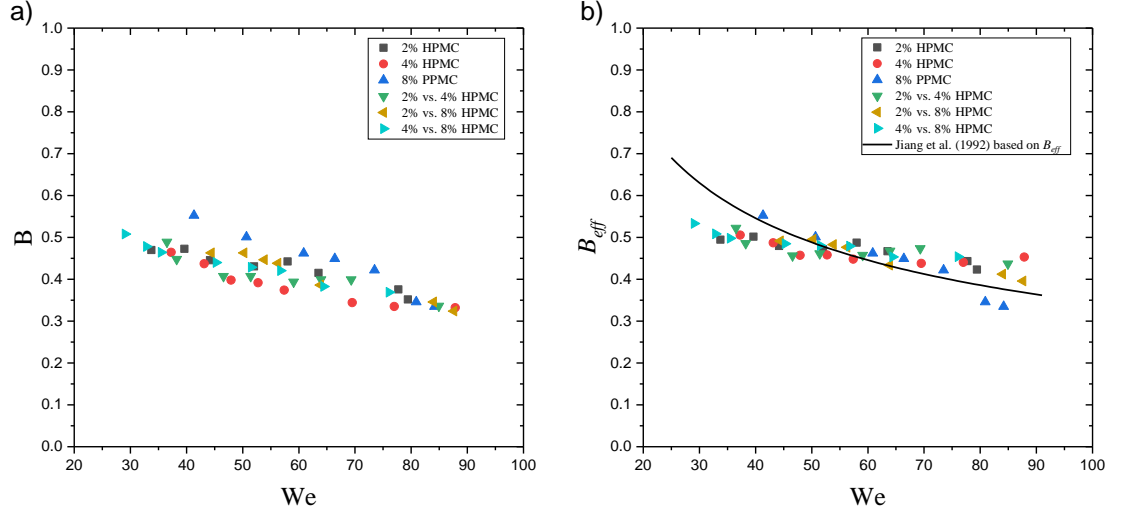 a)
1.0
0.9
0.8
0.7
0.6
0.5
0.4
0.3
0.2
0.1
0.0
B
20 30 40 50 60 70 80 90 100
We
2% HPMC
4% HPMC
8% PPMC
2% vs. 4% HPMC
2% vs. 8% HPMC
4% vs. 8% HPMC
b)
1.0
0.9
0.8
0.7
0.6
0.5
0.4
0.3
0.2
0.1
0.0
B_eff
20 30 40 50 60 70 80 90 100
We
2% HPMC
4% HPMC
8% PPMC
2% vs. 4% HPMC
2% vs. 8% HPMC
4% vs. 8% HPMC
Jiang et al. (1992) based on B_eff